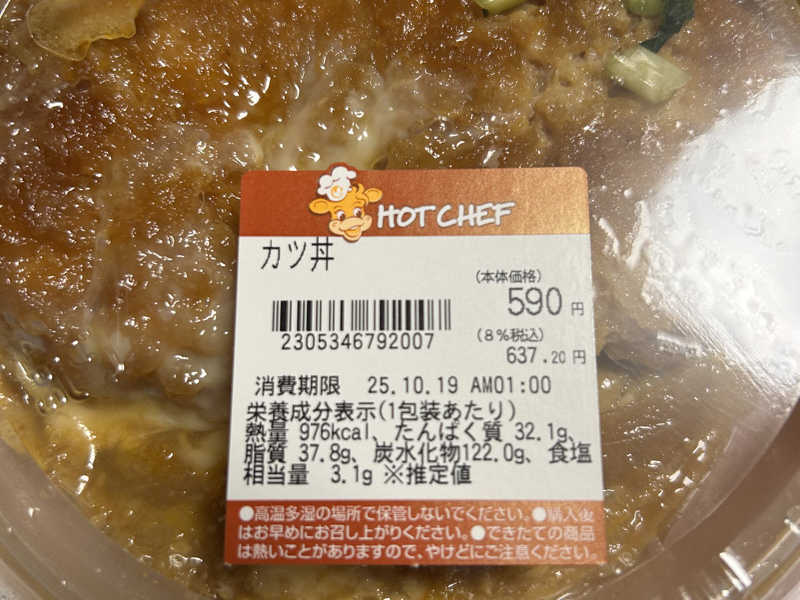 HOT CHEF
カツ丼
(本体価格)
590円
2305346792007
(8%税込)
637.20円
消費期限 25.10.19 AM01:00
栄養成分表示(1包装あたり)
熱量 976kcal、たんぱく質 32.1g、
脂質 37.8g、炭水化物122.0g、食塩
相当量 3.1g ※推定値
●高温多湿の場所で保管しないでください。●購入後
はお早めにお召し上がりください。●できたての商品
は熱いことがありますので、やけどにご注意ください。